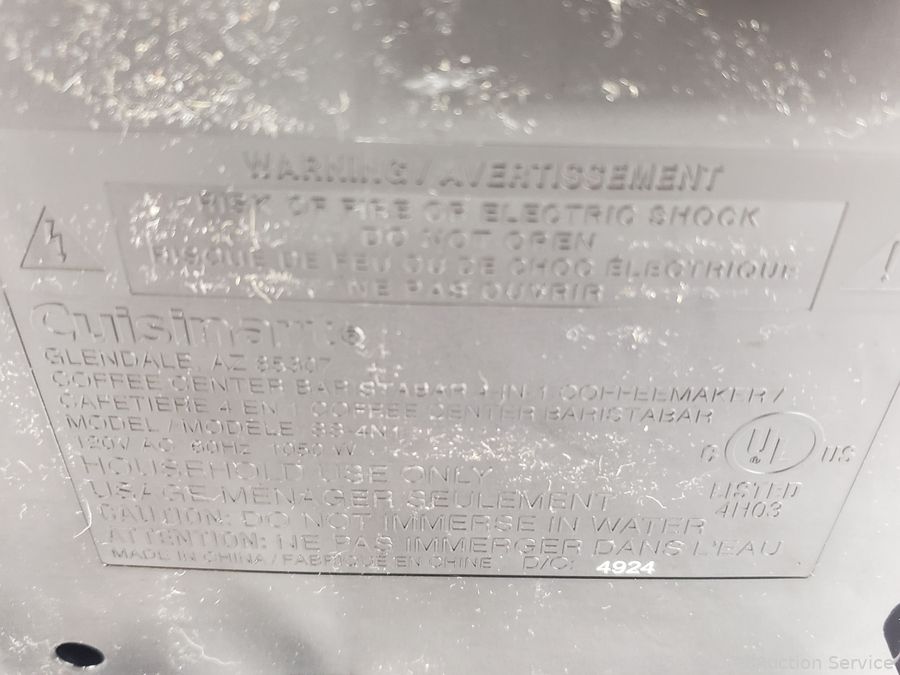 WARNING / AVERTISSEMENT
RISK OF FIRE OR ELECTRIC SHOCK
DO NOT OPEN
RISQUE DE FEU OU DE CHOC ÉLECTRIQUE
NE PAS OUVRIR
Cuisinart®
GLENDALE, AZ 85307
COFFEE CENTER BARISTABAR 4-IN-1 COFFEEMAKER /
CAFETIÈRE 4 EN 1 COFFEE CENTER BARISTABAR
MODEL / MODÈLE SS-4N1
120V AC 60HZ 1050 W
HOUSEHOLD USE ONLY
USAGE MÉNAGER SEULEMENT
C UL US
LISTED
4H03
CAUTION: DO NOT IMMERSE IN WATER
ATTENTION: NE PAS IMMERGER DANS L'EAU
MADE IN CHINA / FABRIQUÉ EN CHINE D/C: 4924
Auction Service